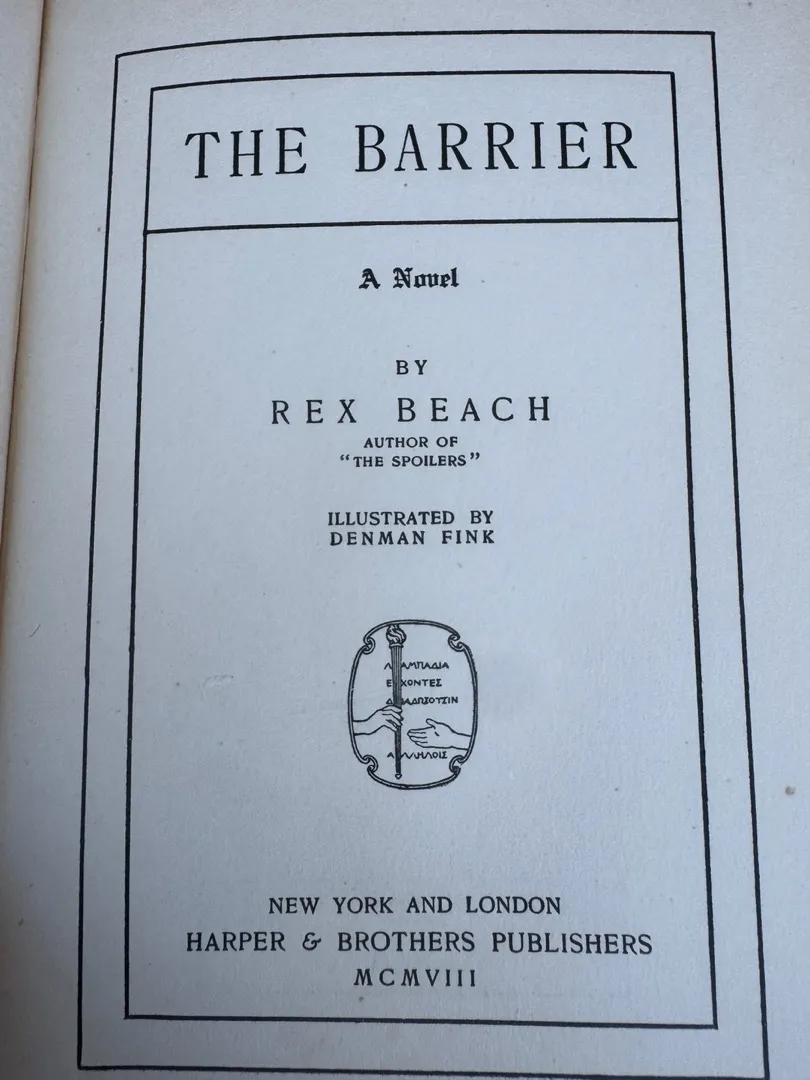 THE BARRIER
A Novel
BY
REX BEACH
AUTHOR OF
"THE SPOILERS"
ILLUSTRATED BY
DENMAN FINK
ΛΑΜΠΑΔΙΑ
ΕΧΟΝΤΕΣ
ΔΙΑΔΩΣΟΥΣΙΝ
ΑΛΛΗΛΟΙΣ
NEW YORK AND LONDON
HARPER & BROTHERS PUBLISHERS
MCMVIII